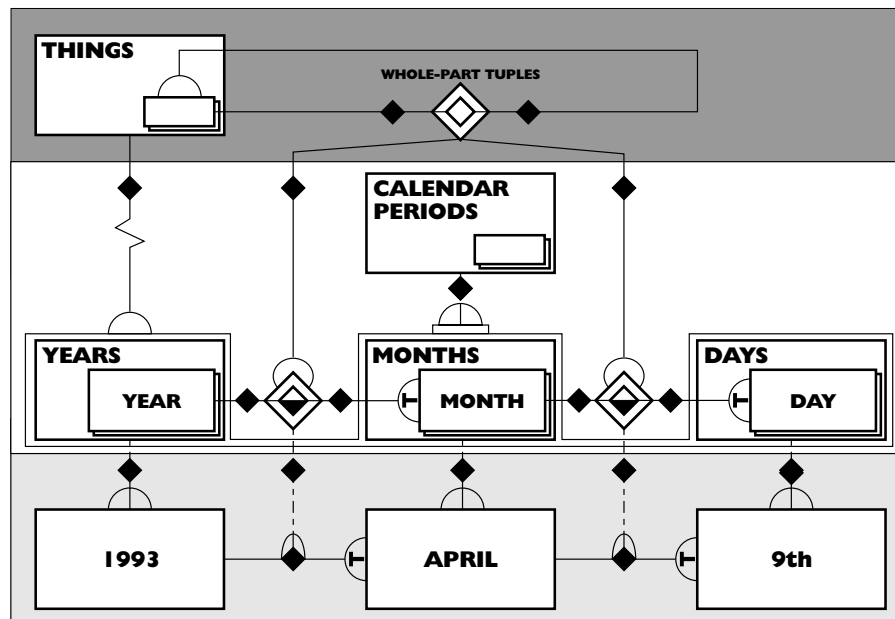 THINGS
WHOLE-PART TUPLES
CALENDAR
PERIODS
YEARS
MONTHS
DAYS
YEAR
MONTH
DAY
1993
APRIL
9th